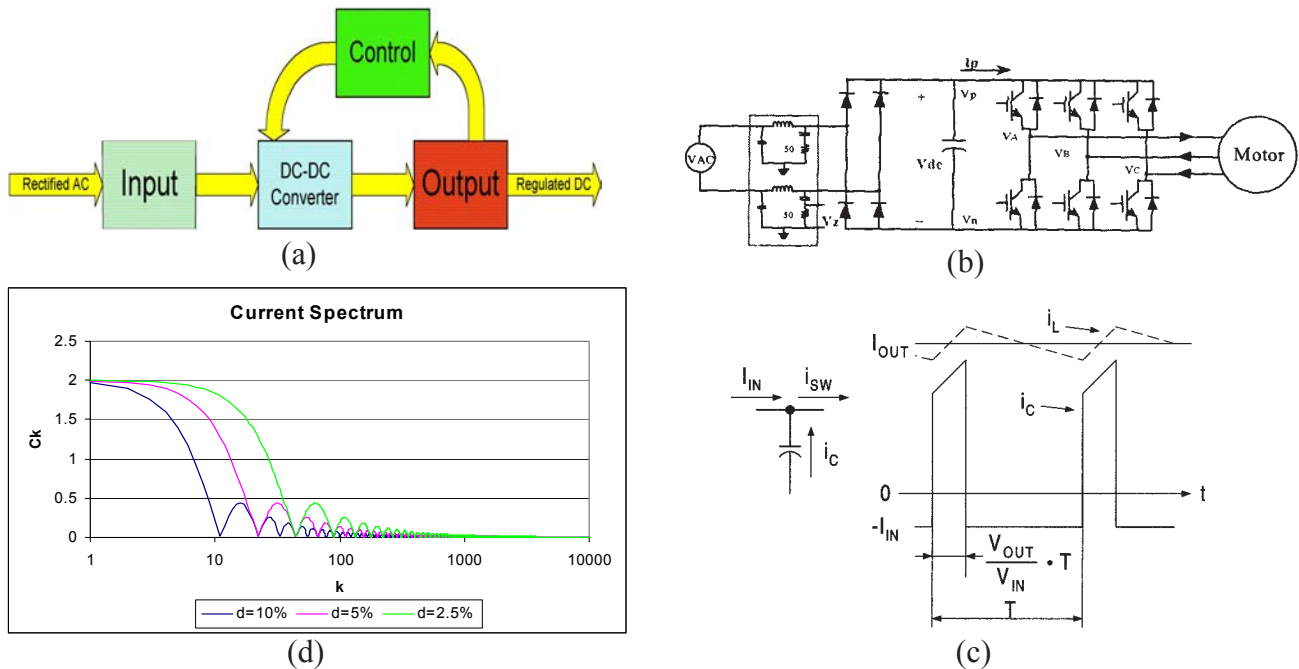 Control
Rectified AC
Input
DC-DC
Converter
Output
Regulated DC
(a)
Ip
+
Vp
VAC
50
50
Vz
Vdc
VA
VB
VC
Motor
−
Vn
(b)
Current Spectrum
2.5
2
1.5
1
0.5
0
Ck
1
10
100
1000
10000
k
d=10%
d=5%
d=2.5%
(d)
iL
IOUT
IIN
iSW
iC
iC
0
t
-IIN
VOUT
VIN
• T
T
(c)